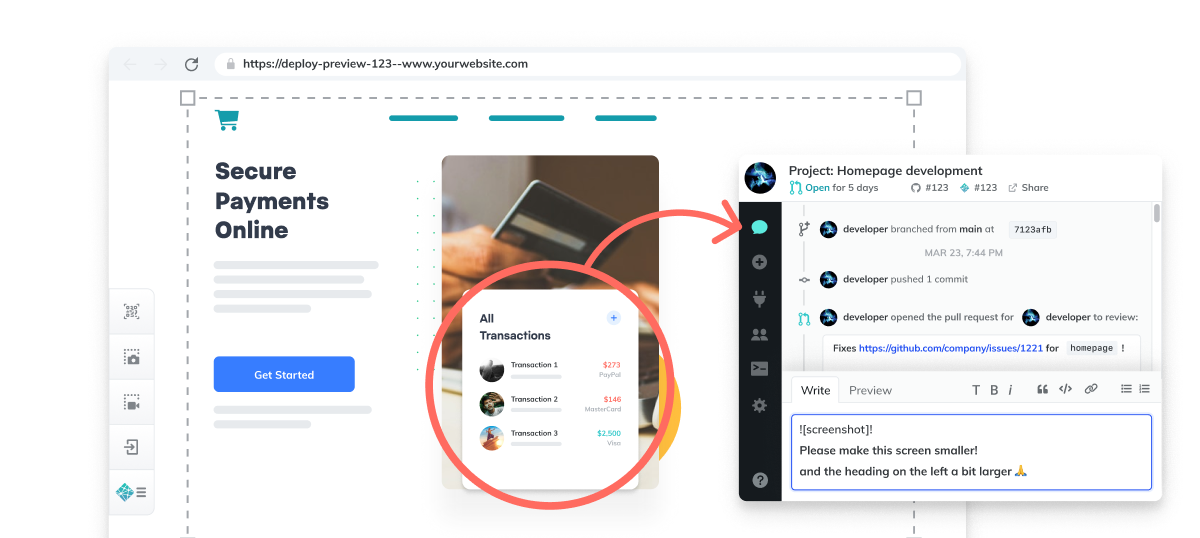 https://deploy-preview-123--www.yourwebsite.com
Secure
Payments
Online
Get Started
All
Transactions
+
Transaction 1
$273
PayPal
Transaction 2
$146
MasterCard
Transaction 3
$2,500
Visa
Project: Homepage development
Open for 5 days #123 #123 Share
developer branched from main at 7123afb
MAR 23, 7:44 PM
developer pushed 1 commit
developer opened the pull request for developer to review:
Fixes https://github.com/company/issues/1221 for homepage !
Write Preview T B i
![screenshot]!
Please make this screen smaller!
and the heading on the left a bit larger 🙏
?